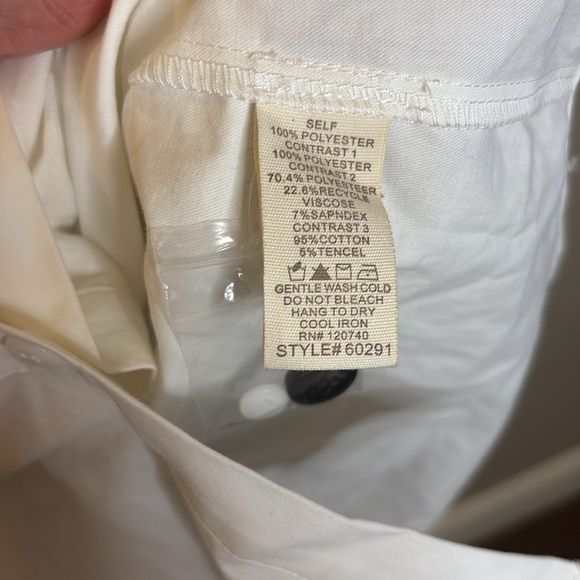 SELF
100% POLYESTER
CONTRAST 1
100% POLYESTER
CONTRAST 2
70.4% POLYESTEER
22.6%RECYCLE
VISCOSE
7%SAPNDEX
CONTRAST 3
95%COTTON
5%TENCEL
GENTLE WASH COLD
DO NOT BLEACH
HANG TO DRY
COOL IRON
RN# 120740
STYLE# 60291